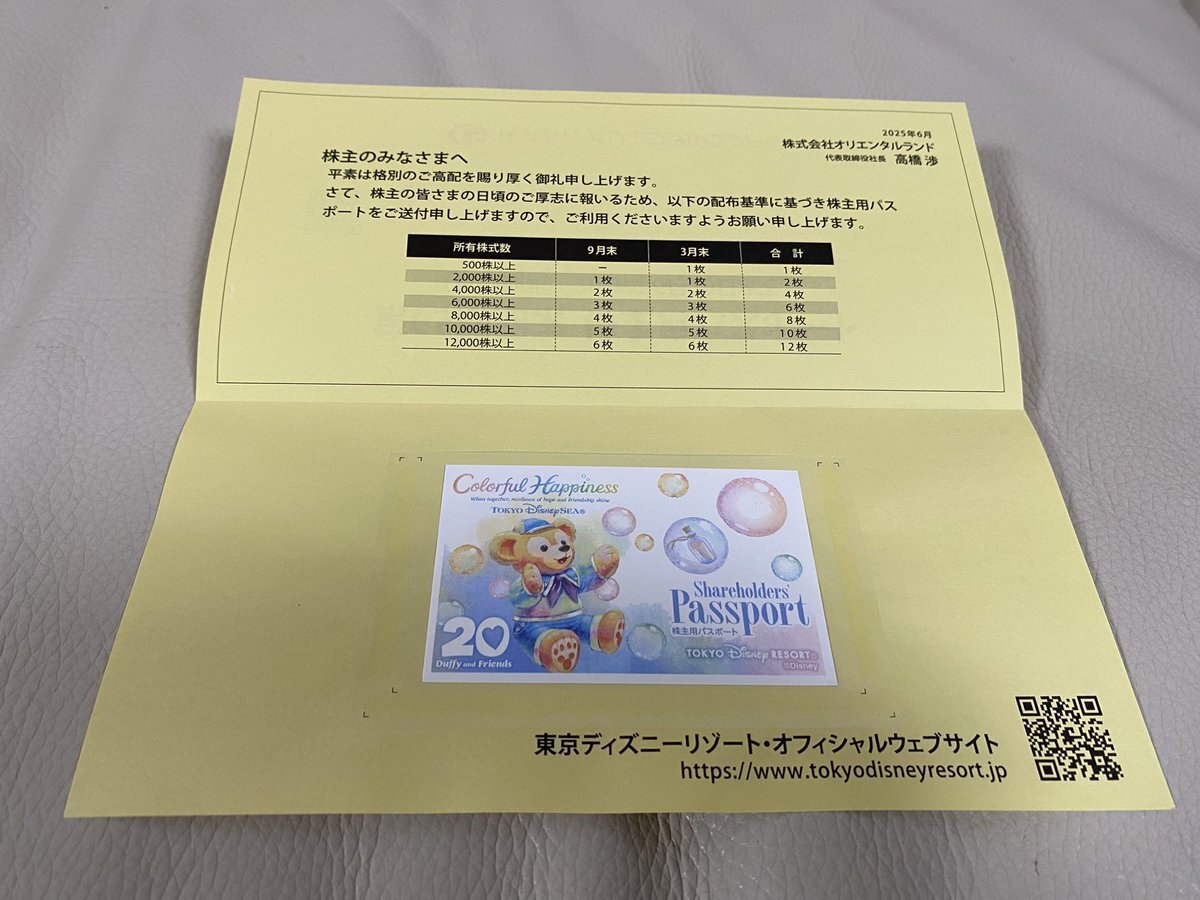 2025年6月
株式会社オリエンタルランド
代表取締役社長 高橋 渉
株主のみなさまへ
平素は格別のご高配を賜り厚く御礼申し上げます。
さて、株主の皆さまの日頃のご厚志に報いるため、以下の配布基準に基づき株主用パス
ポートをご送付申し上げますので、ご利用くださいますようお願い申し上げます。
所有株式数 9月末 3月末 合 計
500株以上 － 1枚 1枚
2,000株以上 1枚 1枚 2枚
4,000株以上 2枚 2枚 4枚
6,000株以上 3枚 3枚 6枚
8,000株以上 4枚 4枚 8枚
10,000株以上 5枚 5枚 10枚
12,000株以上 6枚 6枚 12枚
Colorful Happiness
When together, rainbows of hope and friendship shine
TOKYO DISNEY SEA®
Shareholders'
Passport
株主用パスポート
20
Duffy and Friends
TOKYO DISNEY RESORT®
©Disney
東京ディズニーリゾート・オフィシャルウェブサイト
https://www.tokyodisneyresort.jp